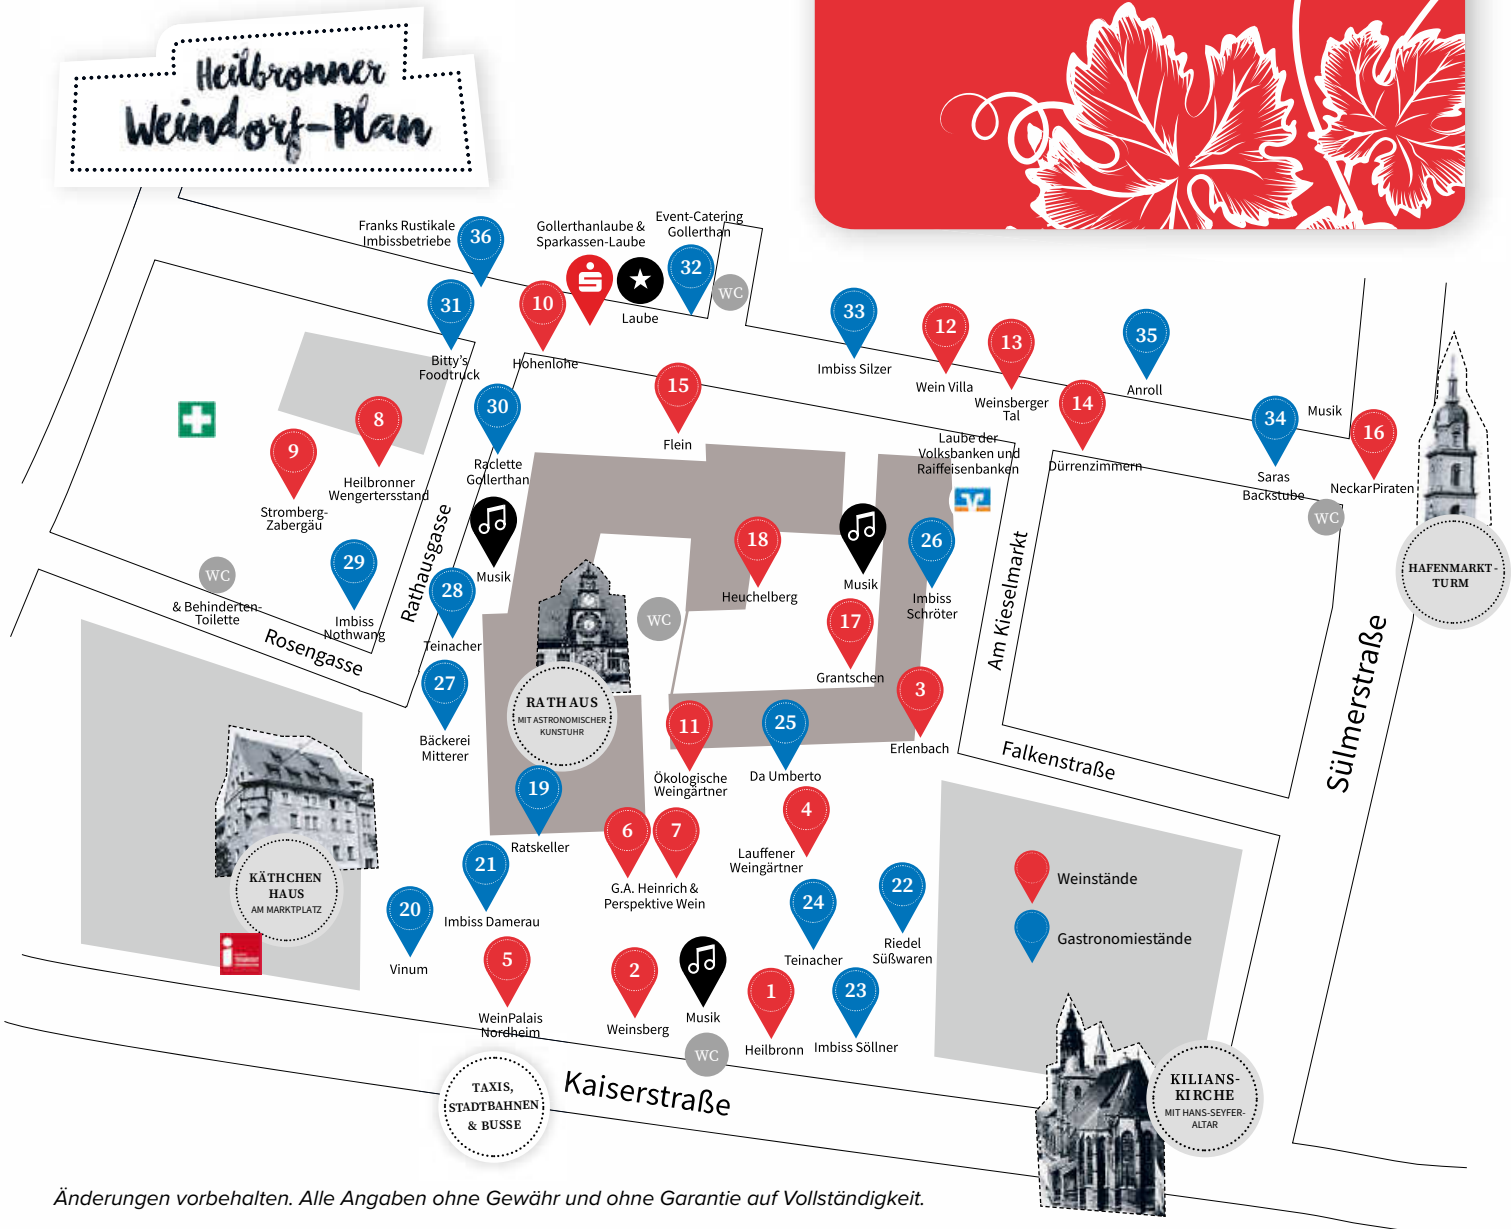 Heilbronner
Weindorf-Plan
Franks Rustikale
Imbissbetriebe
36
Gollerthanlaube &
Sparkassen-Laube
Event-Catering
Gollerthan
32
WC
Laube
31
Bitty's
Foodtruck
10
Hohenlohe
33
Imbiss Silzer
12
Wein Villa
13
Weinsberger
Tal
35
Anroll
14
Dürrenzimmern
15
Flein
34
Saras
Backstube
Musik
16
NeckarPiraten
WC
8
Heilbronner
Wengertersstand
9
Stromberg-
Zabergäu
30
Raclette
Gollerthan
Laube der
Volksbanken und
Raiffeisenbanken
Musik
Rathausgasse
29
Imbiss
Nothwang
WC
& Behinderten-
Toilette
Rosengasse
28
Teinacher
27
Bäckerei
Mitterer
18
Heuchelberg
Musik
26
Imbiss
Schröter
17
Grantschen
WC
3
Erlenbach
Am Kieselmarkt
HAFENMARKT-
TURM
Sülmerstraße
Falkenstraße
RATHAUS
MIT ASTRONOMISCHER
KUNSTUHR
11
Ökologische
Weingärtner
25
Da Umberto
19
Ratskeller
6
7
G.A. Heinrich &
Perspektive Wein
4
Lauffener
Weingärtner
21
Imbiss Damerau
20
Vinum
KÄTHCHEN
HAUS
AM MARKTPLATZ
i
24
Teinacher
22
Riedel
Süßwaren
Weinstände
Gastronomiestände
5
WeinPalais
Nordheim
2
Weinsberg
Musik
WC
1
Heilbronn
23
Imbiss Söllner
TAXIS,
STADTBAHNEN
& BUSSE
Kaiserstraße
KILIANS-
KIRCHE
MIT HANS-SEYFER-
ALTAR
Änderungen vorbehalten. Alle Angaben ohne Gewähr und ohne Garantie auf Vollständigkeit.